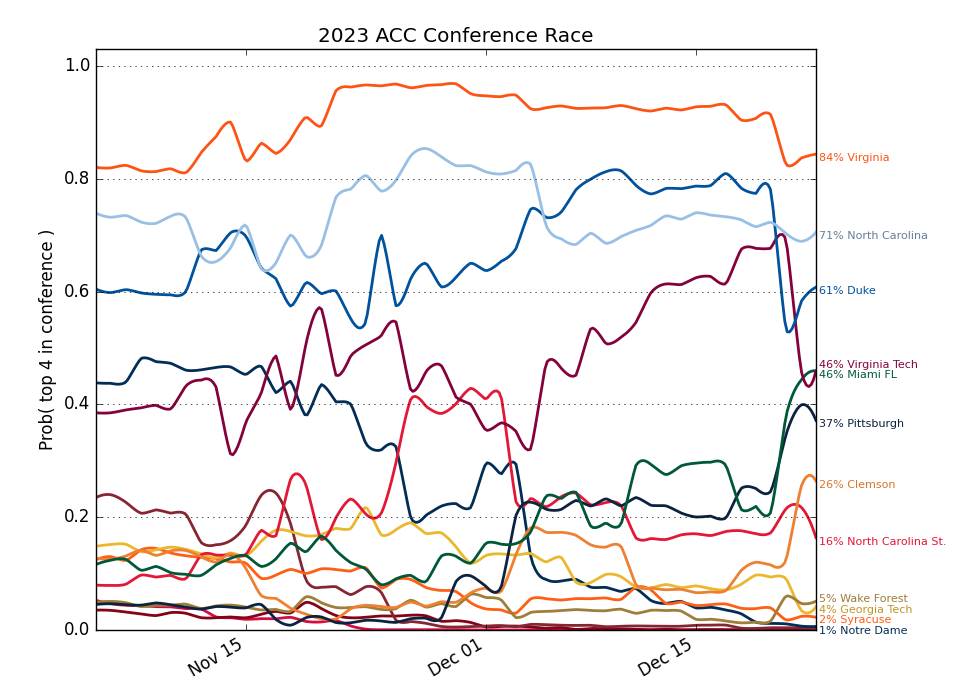 2023 ACC Conference Race
1.0
0.8
0.6
0.4
0.2
0.0
Prob( top 4 in conference )
Nov 15
Dec 01
Dec 15
84% Virginia
71% North Carolina
61% Duke
46% Virginia Tech
46% Miami FL
37% Pittsburgh
26% Clemson
16% North Carolina St.
5% Wake Forest
4% Georgia Tech
2% Syracuse
1% Notre Dame